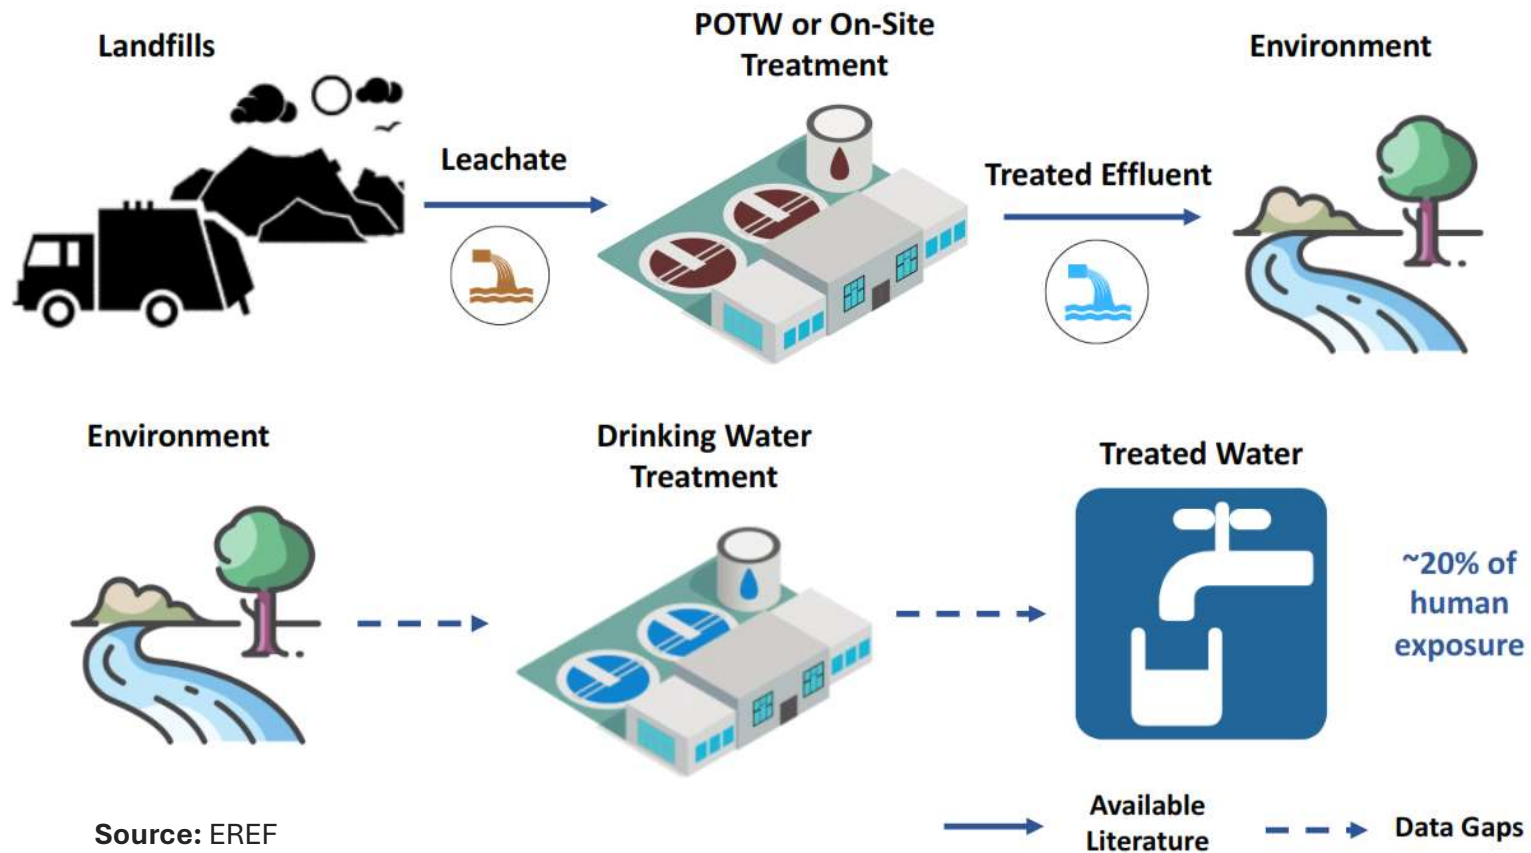 Landfills
POTW or On-Site
Treatment
Environment
Leachate
Treated Effluent
Environment
Drinking Water
Treatment
Treated Water
~20% of
human
exposure
Source: EREF
Available
Literature
Data Gaps